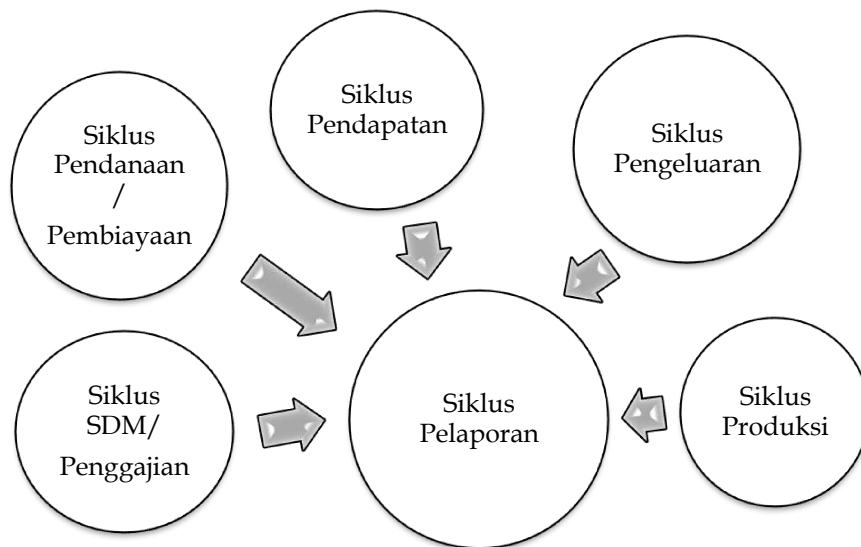 Siklus
Pendanaan
/
Pembiayaan
Siklus
Pendapatan
Siklus
Pengeluaran
Siklus
SDM/
Penggajian
Siklus
Pelaporan
Siklus
Produksi